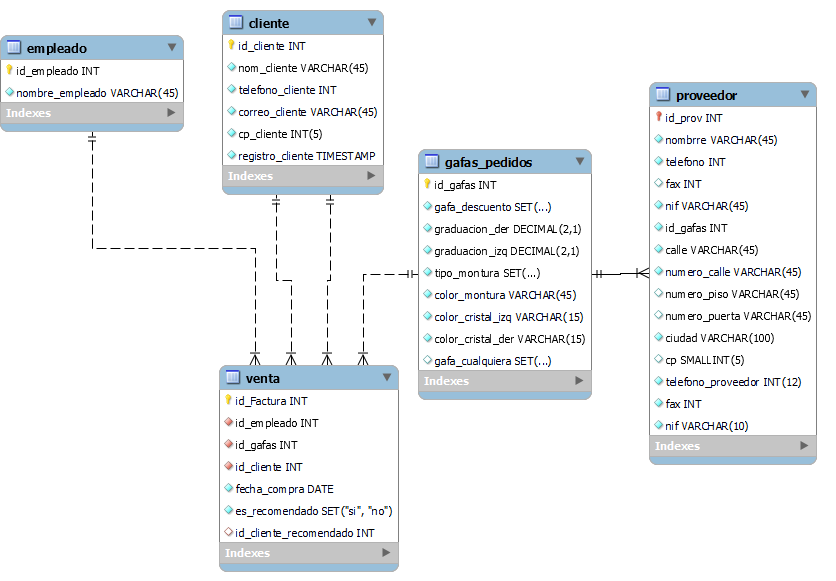 empleado
id_empleado INT
nombre_empleado VARCHAR(45)
Indexes
cliente
id_cliente INT
nom_cliente VARCHAR(45)
telefono_cliente INT
correo_cliente VARCHAR(45)
cp_cliente INT(5)
registro_cliente TIMESTAMP
Indexes
gafas_pedidos
id_gafas INT
gafa_descuento SET(...)
graduacion_der DECIMAL(2,1)
graduacion_izq DECIMAL(2,1)
tipo_montura SET(...)
color_montura VARCHAR(45)
color_cristal_izq VARCHAR(15)
color_cristal_der VARCHAR(15)
gafa_cualquiera SET(...)
Indexes
proveedor
id_prov INT
nombrre VARCHAR(45)
telefono INT
fax INT
nif VARCHAR(45)
id_gafas INT
calle VARCHAR(45)
numero_calle VARCHAR(45)
numero_piso VARCHAR(45)
numero_puerta VARCHAR(45)
ciudad VARCHAR(100)
cp SMALLINT(5)
telefono_proveedor INT(12)
fax INT
nif VARCHAR(10)
Indexes
venta
id_Factura INT
id_empleado INT
id_gafas INT
id_cliente INT
fecha_compra DATE
es_recomendado SET("si", "no")
id_cliente_recomendado INT
Indexes